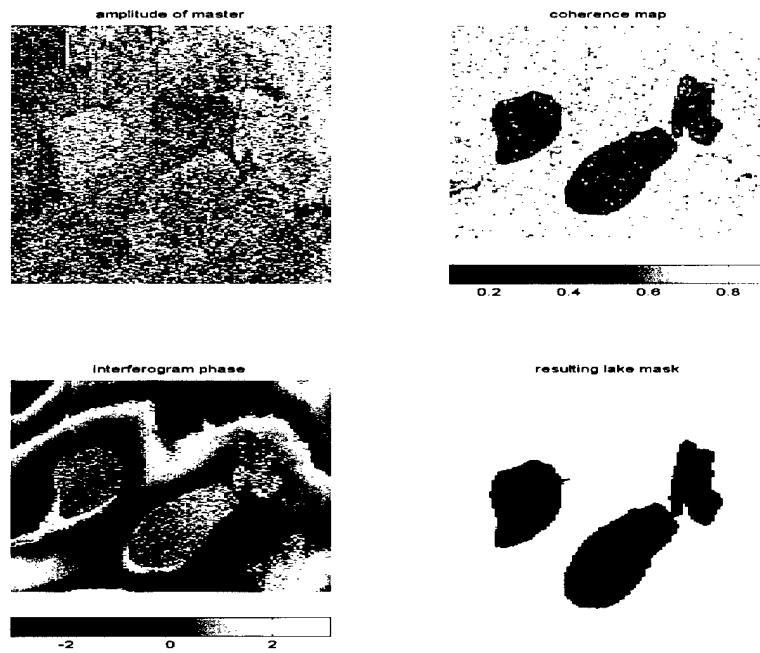 amplitude of master
coherence map
0.2 0.4 0.6 0.8
interferogram phase
resulting lake mask
-2 0 2